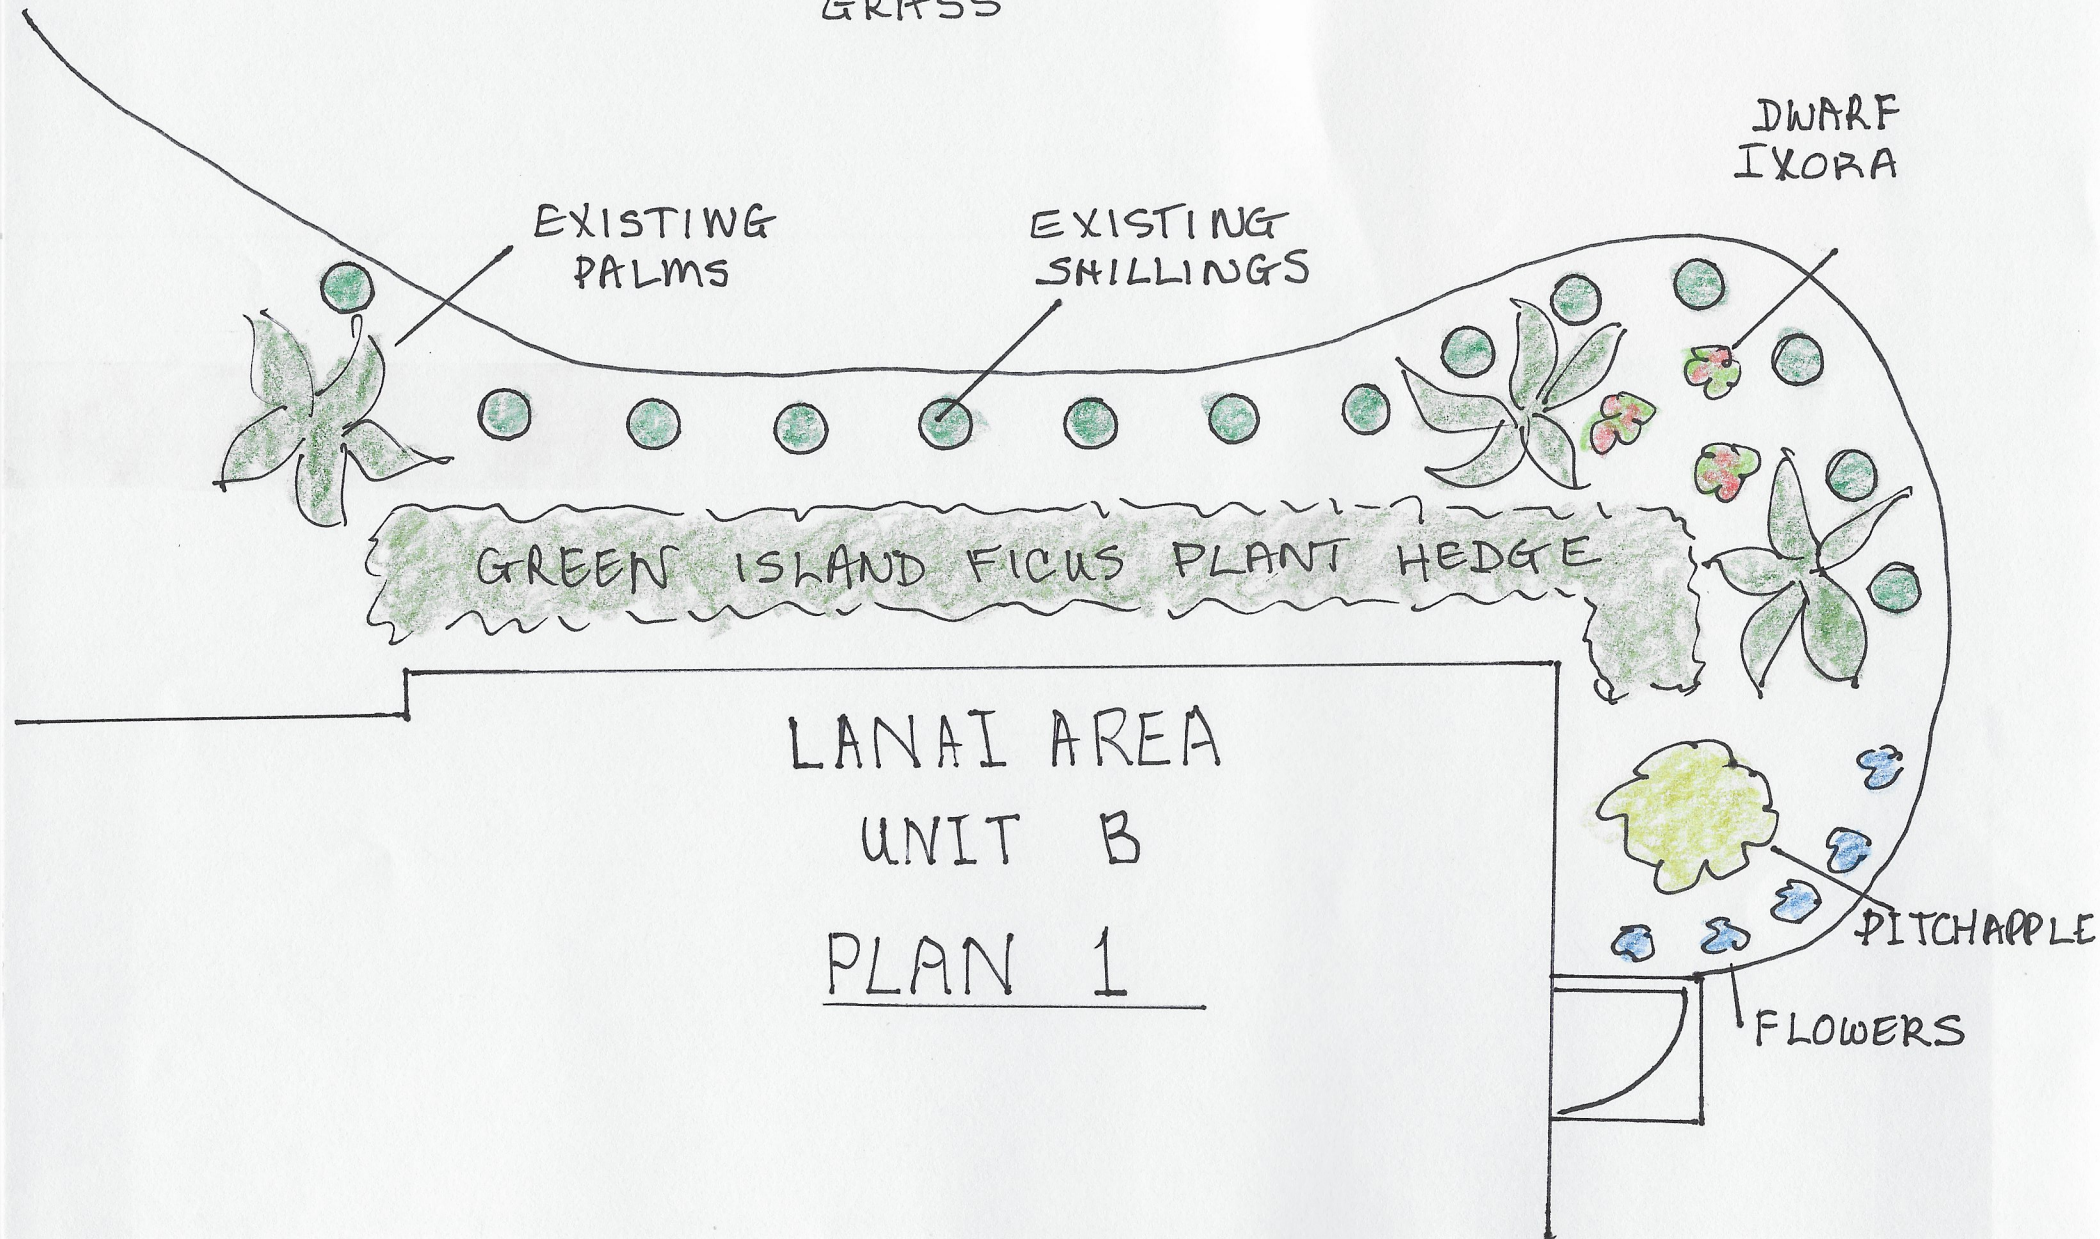 GRASS
DWARF
IXORA
EXISTING
PALMS
EXISTING
SHILLINGS
GREEN ISLAND FICUS PLANT HEDGE
LANAI AREA
UNIT B
PLAN 1
PITCHAPPLE
FLOWERS